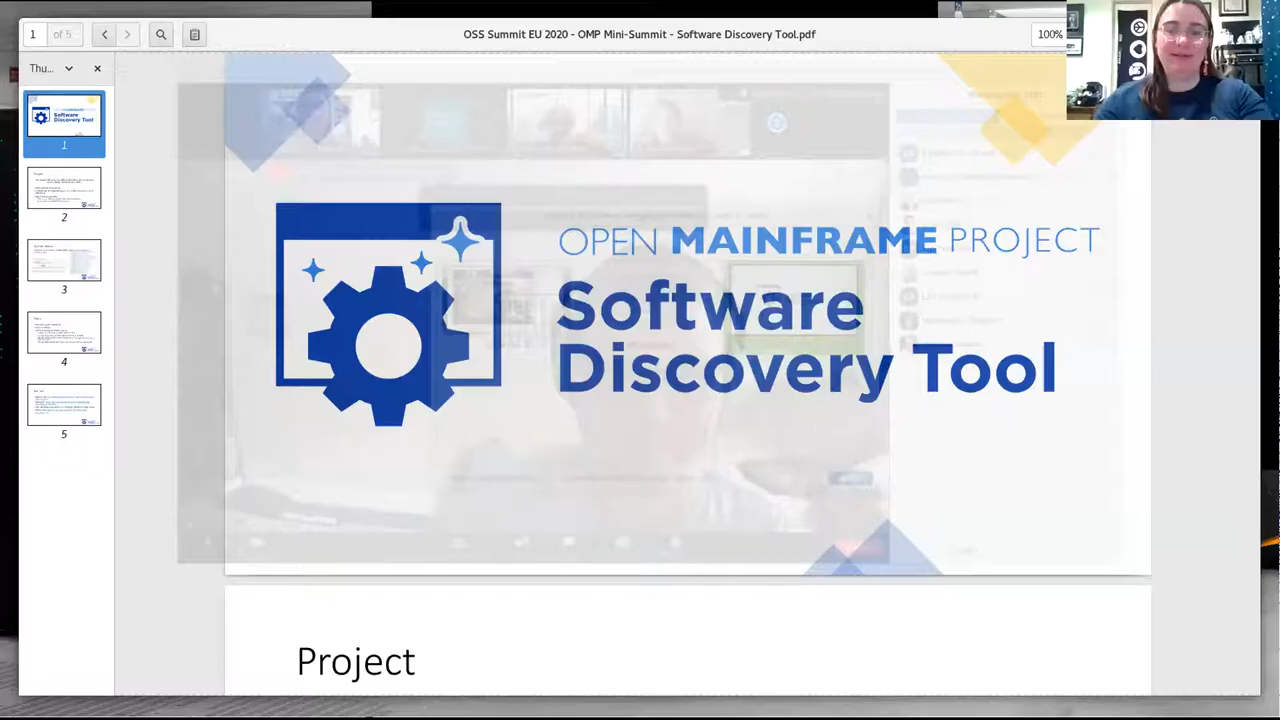 1
of 5
OSS Summit EU 2020 - OMP Mini-Summit - Software Discovery Tool.pdf
100%
Thu...
1
2
3
4
5
OPEN MAINFRAME PROJECT
Software
Discovery Tool
Project